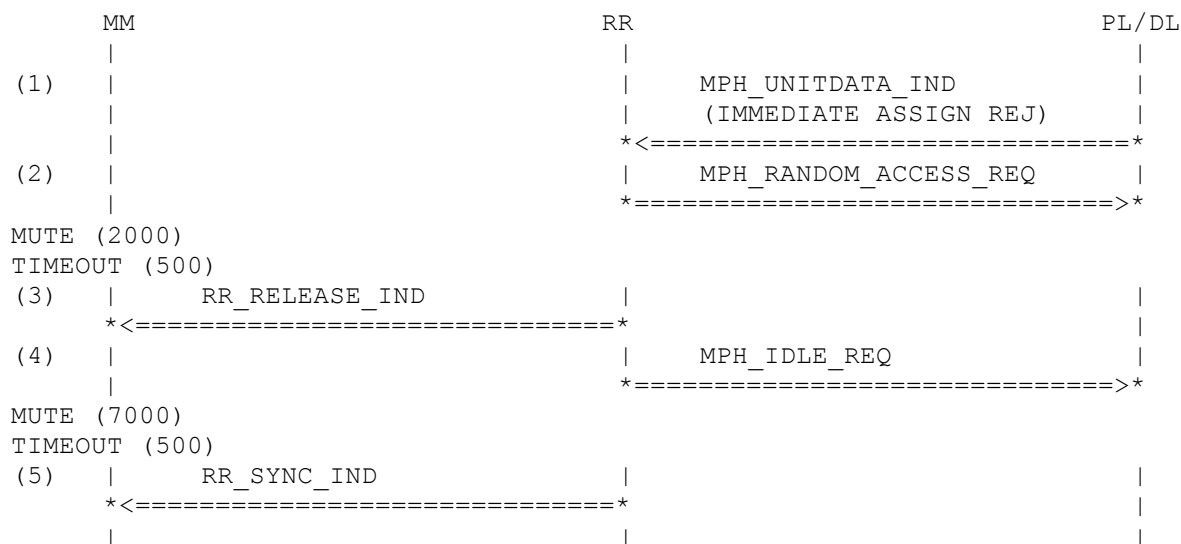 MM RR PL/DL
| | |
(1) | | MPH_UNITDATA_IND |
| | (IMMEDIATE ASSIGN REJ) |
| *<==============================*
(2) | | MPH_RANDOM_ACCESS_REQ |
| *==============================>*
MUTE (2000)
TIMEOUT (500)
(3) | RR_RELEASE_IND | |
*<==============================* |
(4) | | MPH_IDLE_REQ |
| *==============================>*
MUTE (7000)
TIMEOUT (500)
(5) | RR_SYNC_IND | |
*<==============================* |
| | |